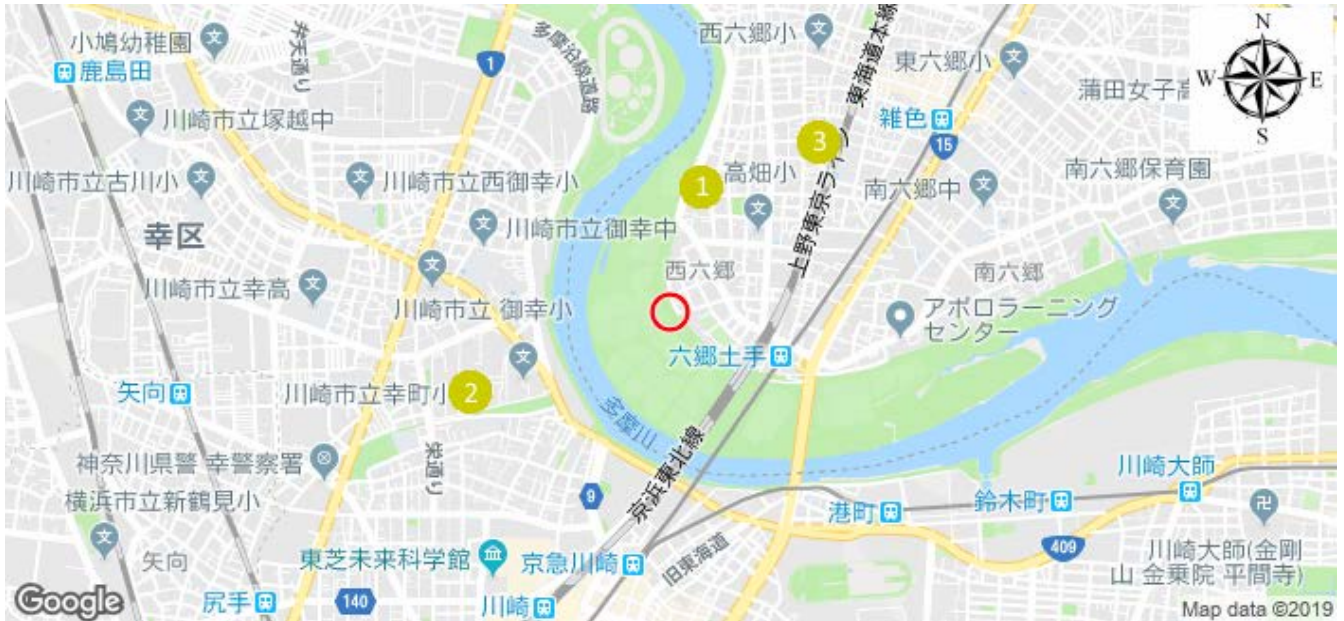 小鳩幼稚園
鹿島田
弁天通り
1
多摩沿線道路
西六郷小
東海道本線
東六郷小
蒲田女子高
N
W
E
S
川崎市立塚越中
3
雑色
15
川崎市立古川小
川崎市立西御幸小
1
高畑小
上野東京ライン
南六郷中
南六郷保育園
幸区
川崎市立御幸中
川崎市立幸高
川崎市立 御幸小
西六郷
南六郷
アポロラーニング
センター
六郷土手
矢向
川崎市立幸町小
2
多摩川
栄通り
神奈川県警 幸警察署
横浜市立新鶴見小
9
京浜東北線
川崎大師
港町
鈴木町
矢向
東芝未来科学館
京急川崎
旧東海道
409
川崎大師(金剛
山 金乗院 平間寺)
Google
尻手
140
川崎
Map data ©2019